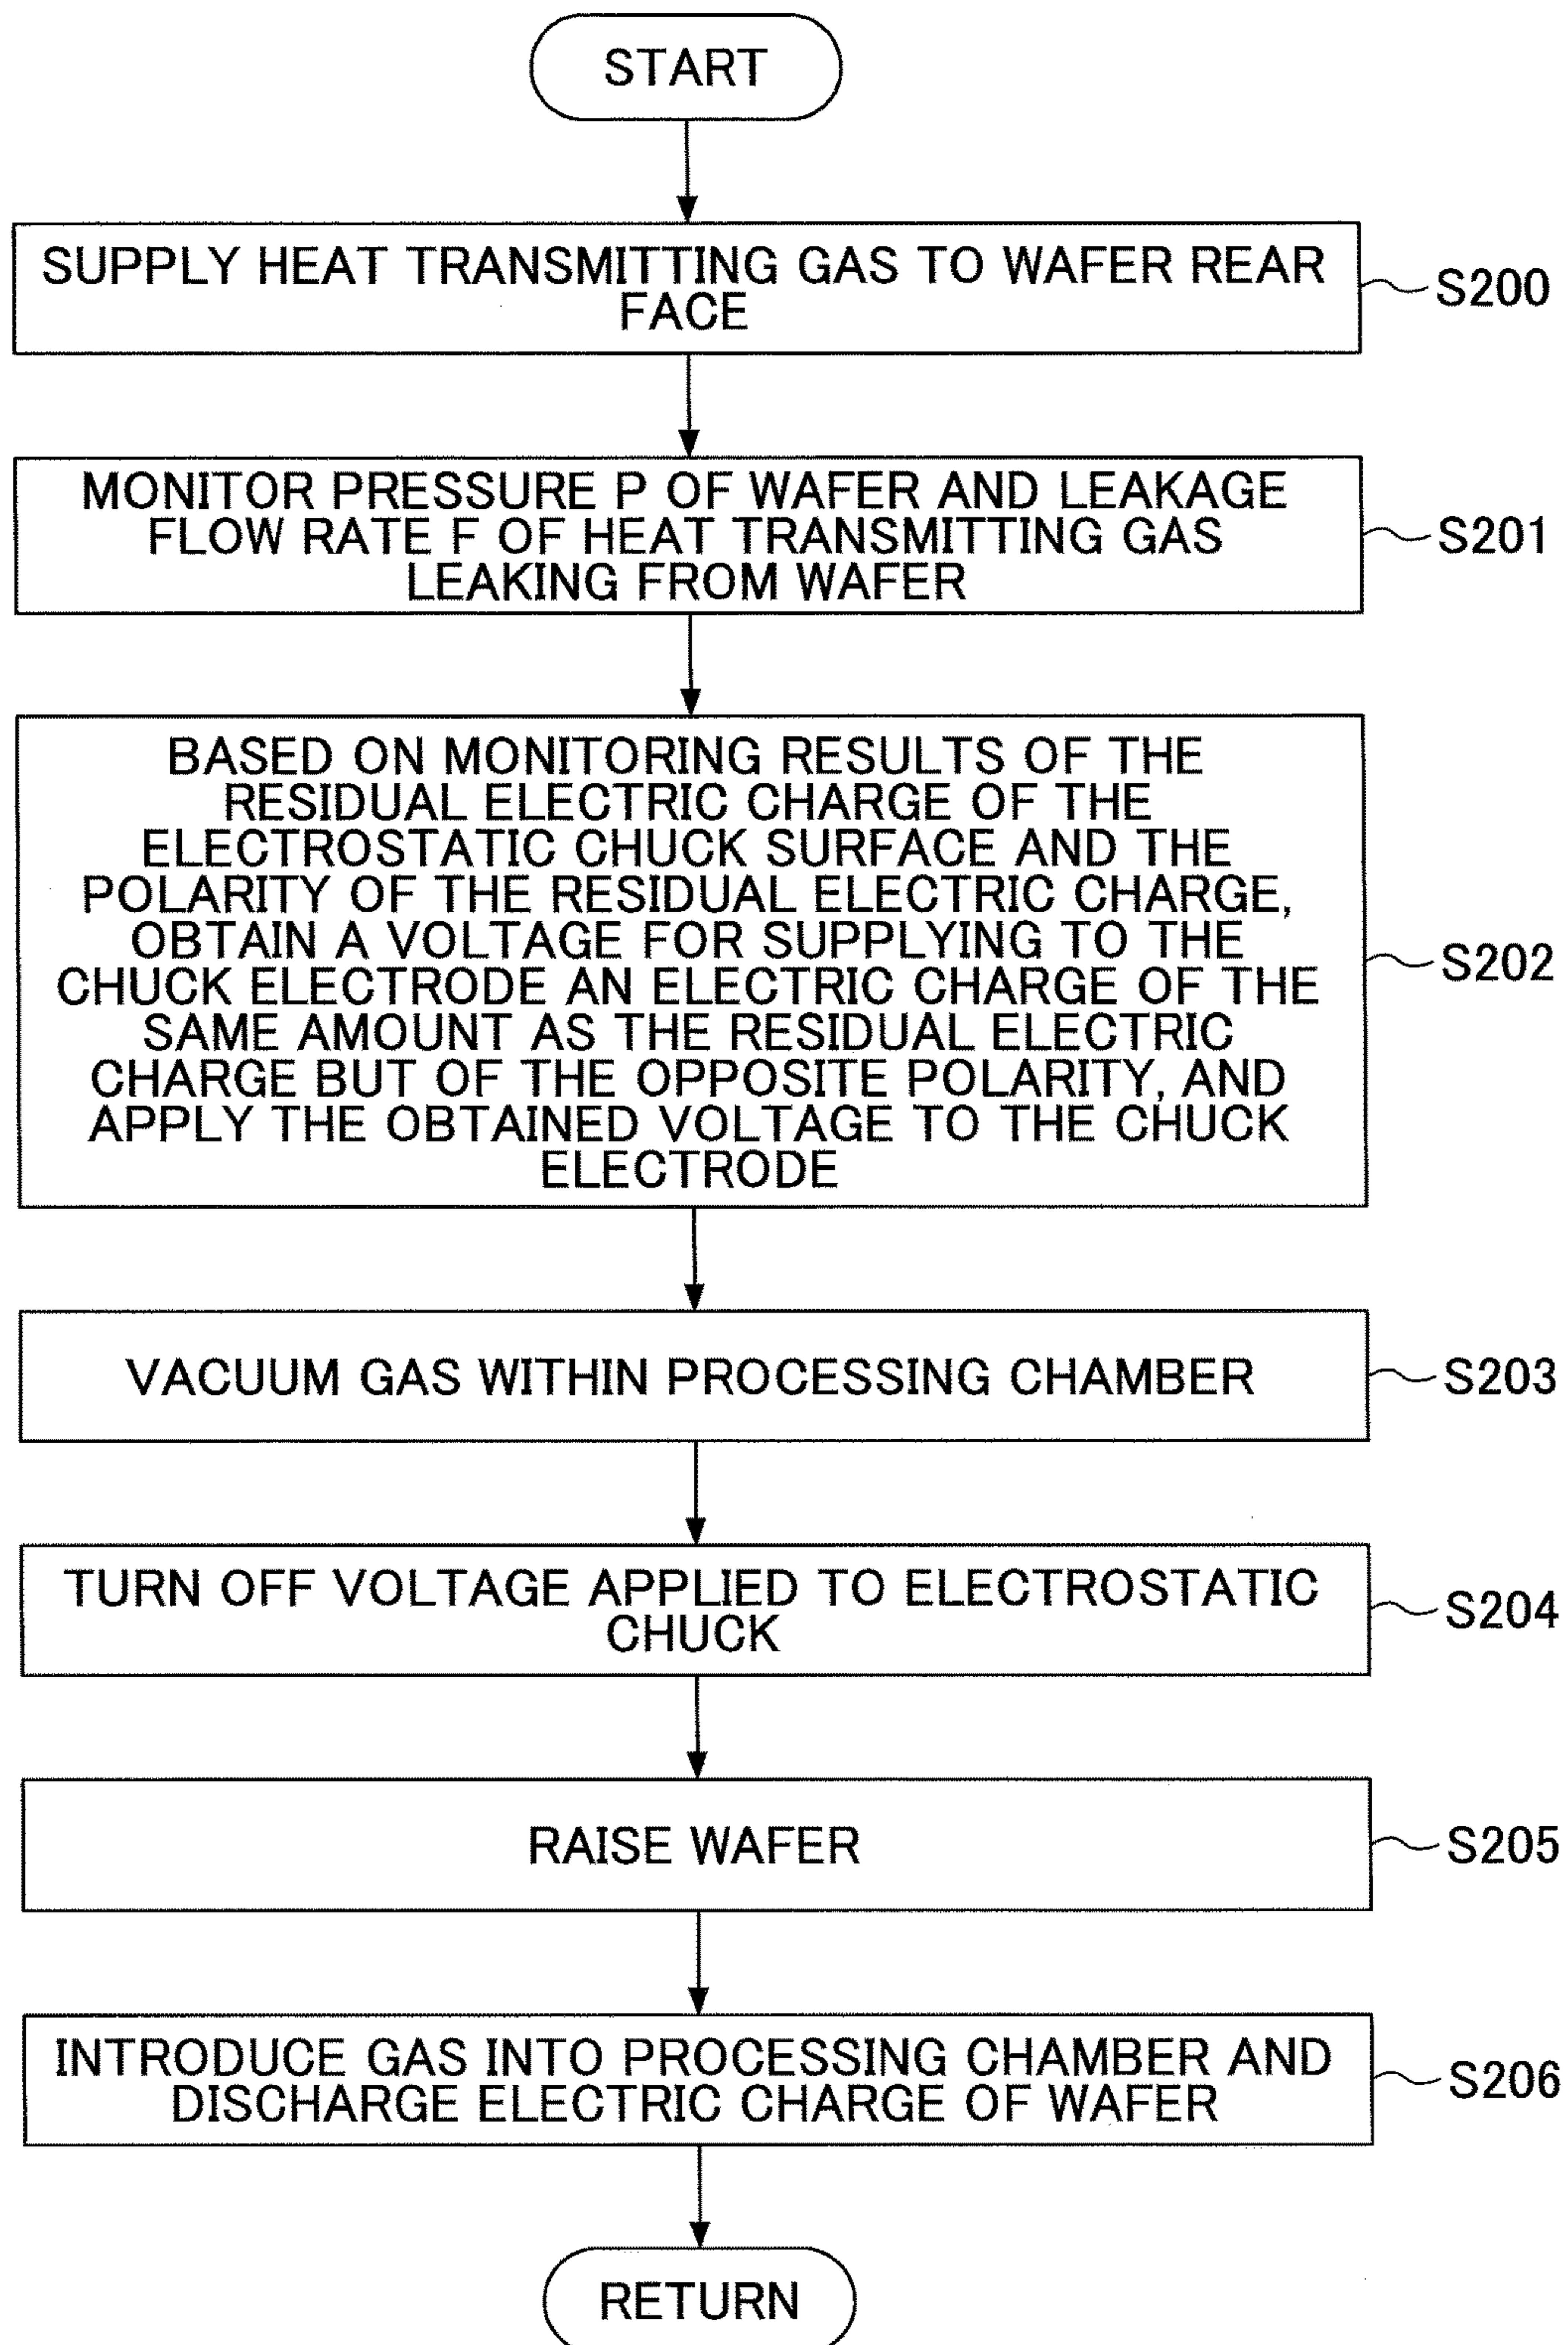 START
SUPPLY HEAT TRANSMITTING GAS TO WAFER REAR
FACE
S200
MONITOR PRESSURE P OF WAFER AND LEAKAGE
FLOW RATE F OF HEAT TRANSMITTING GAS
LEAKING FROM WAFER
S201
BASED ON MONITORING RESULTS OF THE
RESIDUAL ELECTRIC CHARGE OF THE
ELECTROSTATIC CHUCK SURFACE AND THE
POLARITY OF THE RESIDUAL ELECTRIC CHARGE,
OBTAIN A VOLTAGE FOR SUPPLYING TO THE
CHUCK ELECTRODE AN ELECTRIC CHARGE OF THE
SAME AMOUNT AS THE RESIDUAL ELECTRIC
CHARGE BUT OF THE OPPOSITE POLARITY, AND
APPLY THE OBTAINED VOLTAGE TO THE CHUCK
ELECTRODE
S202
VACUUM GAS WITHIN PROCESSING CHAMBER
S203
TURN OFF VOLTAGE APPLIED TO ELECTROSTATIC
CHUCK
S204
RAISE WAFER
S205
INTRODUCE GAS INTO PROCESSING CHAMBER AND
DISCHARGE ELECTRIC CHARGE OF WAFER
S206
RETURN